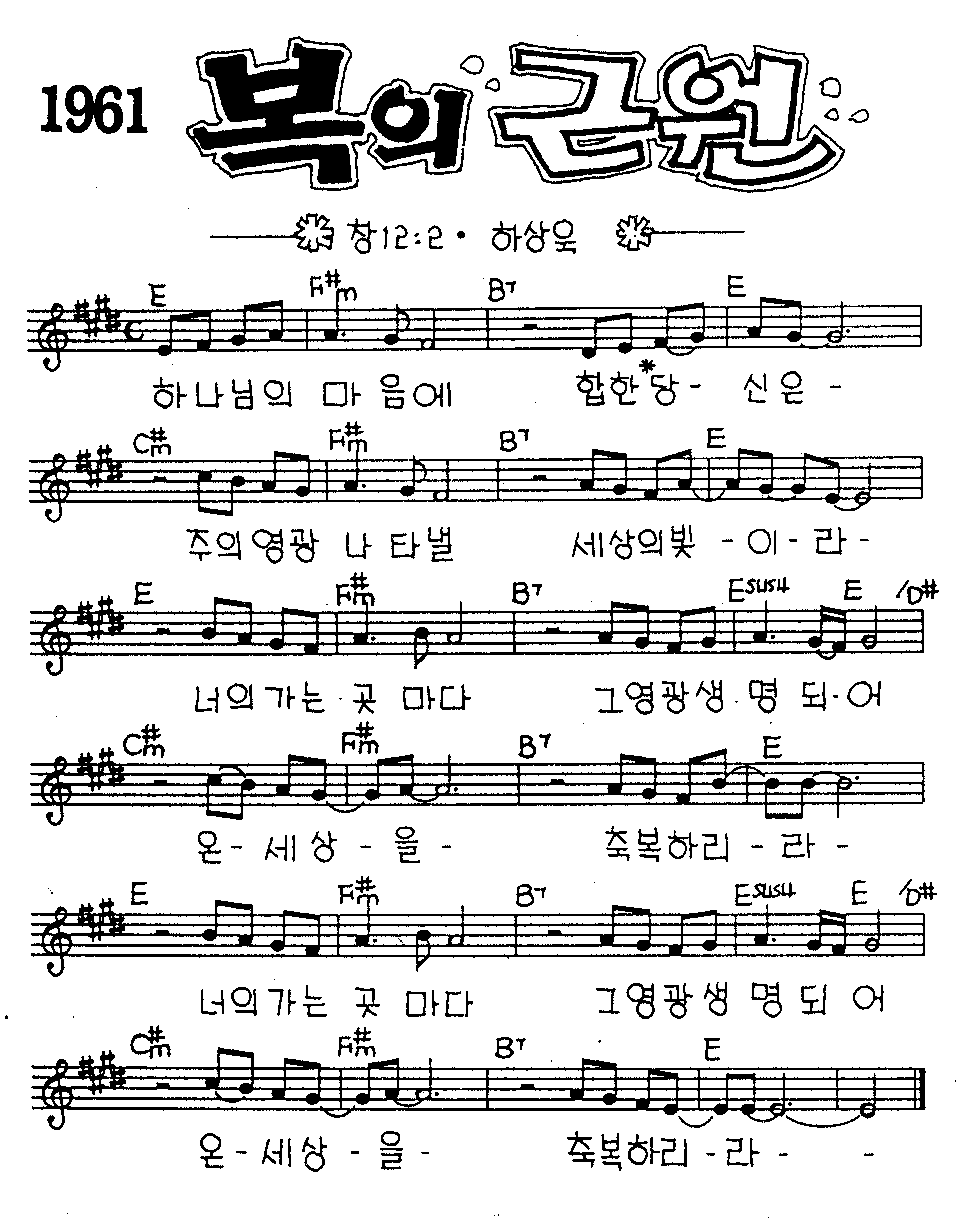 1961 복의 근원
창12:2 • 하상욱
E F#m B7 E
하나님의 마음에 합한*당- 신은-
C#m F#m B7 E
주의영광 나타낼 세상의빛 -이-라-
E F#m B7 Esus4 E /D#
너의가는 곳 마다 그영광생명 되어
C#m F#m B7 E
온-세상-을- 축복하리-라-
E F#m B7 Esus4 E /D#
너의가는 곳 마다 그영광생명되어
C#m F#m B7 E
온-세상-을- 축복하리-라- -